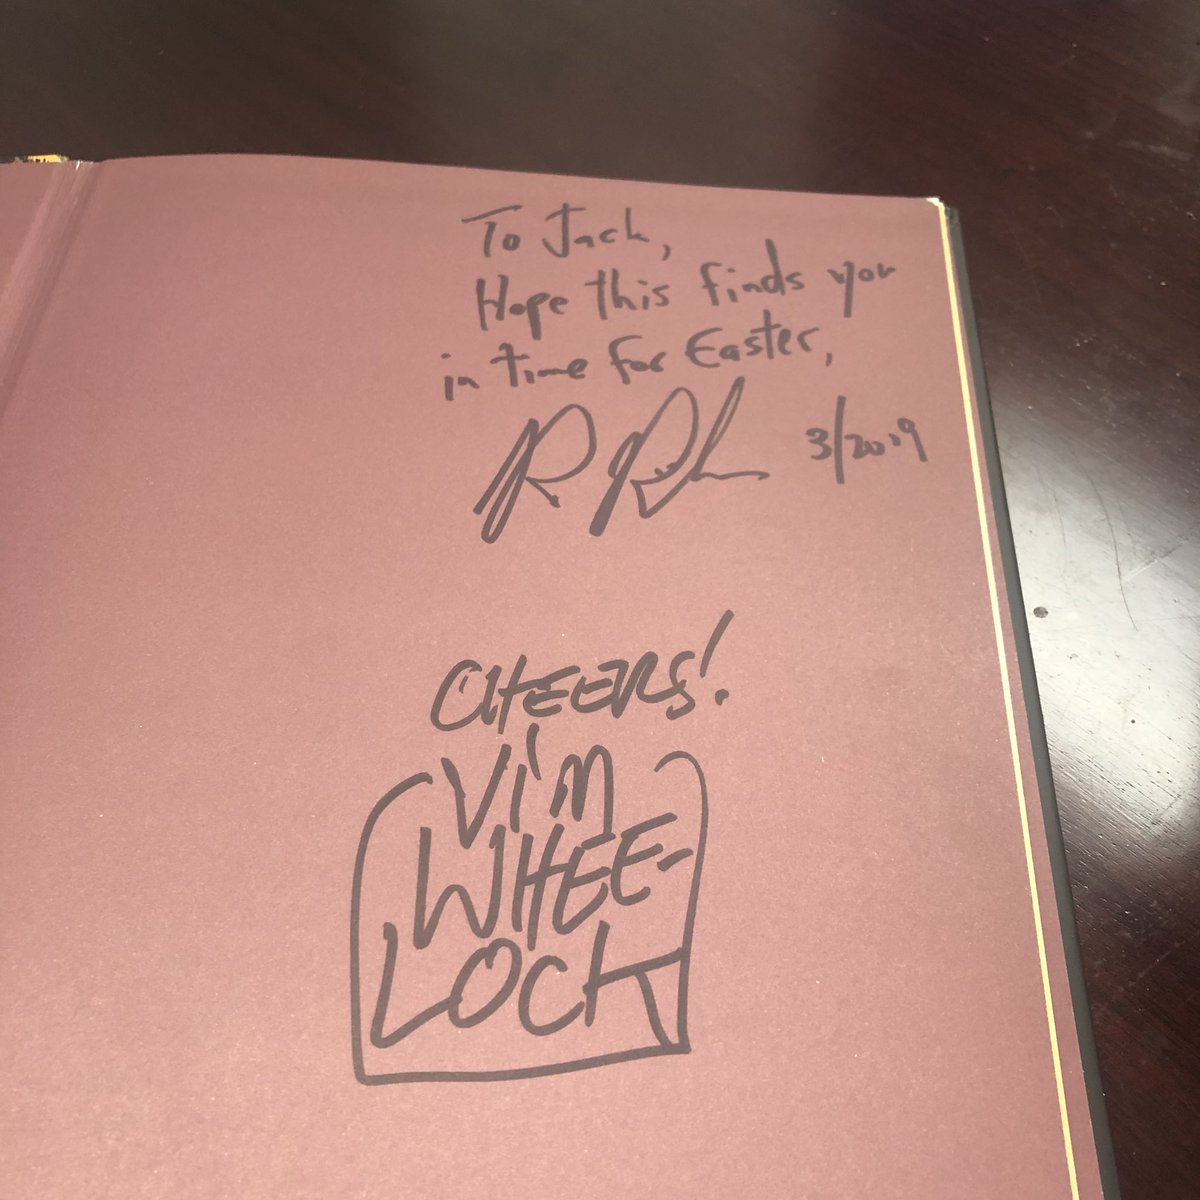 To Jack,
Hope this finds you
in time for Easter,
3/2019
CHEERS!
WHEE-
LOCK